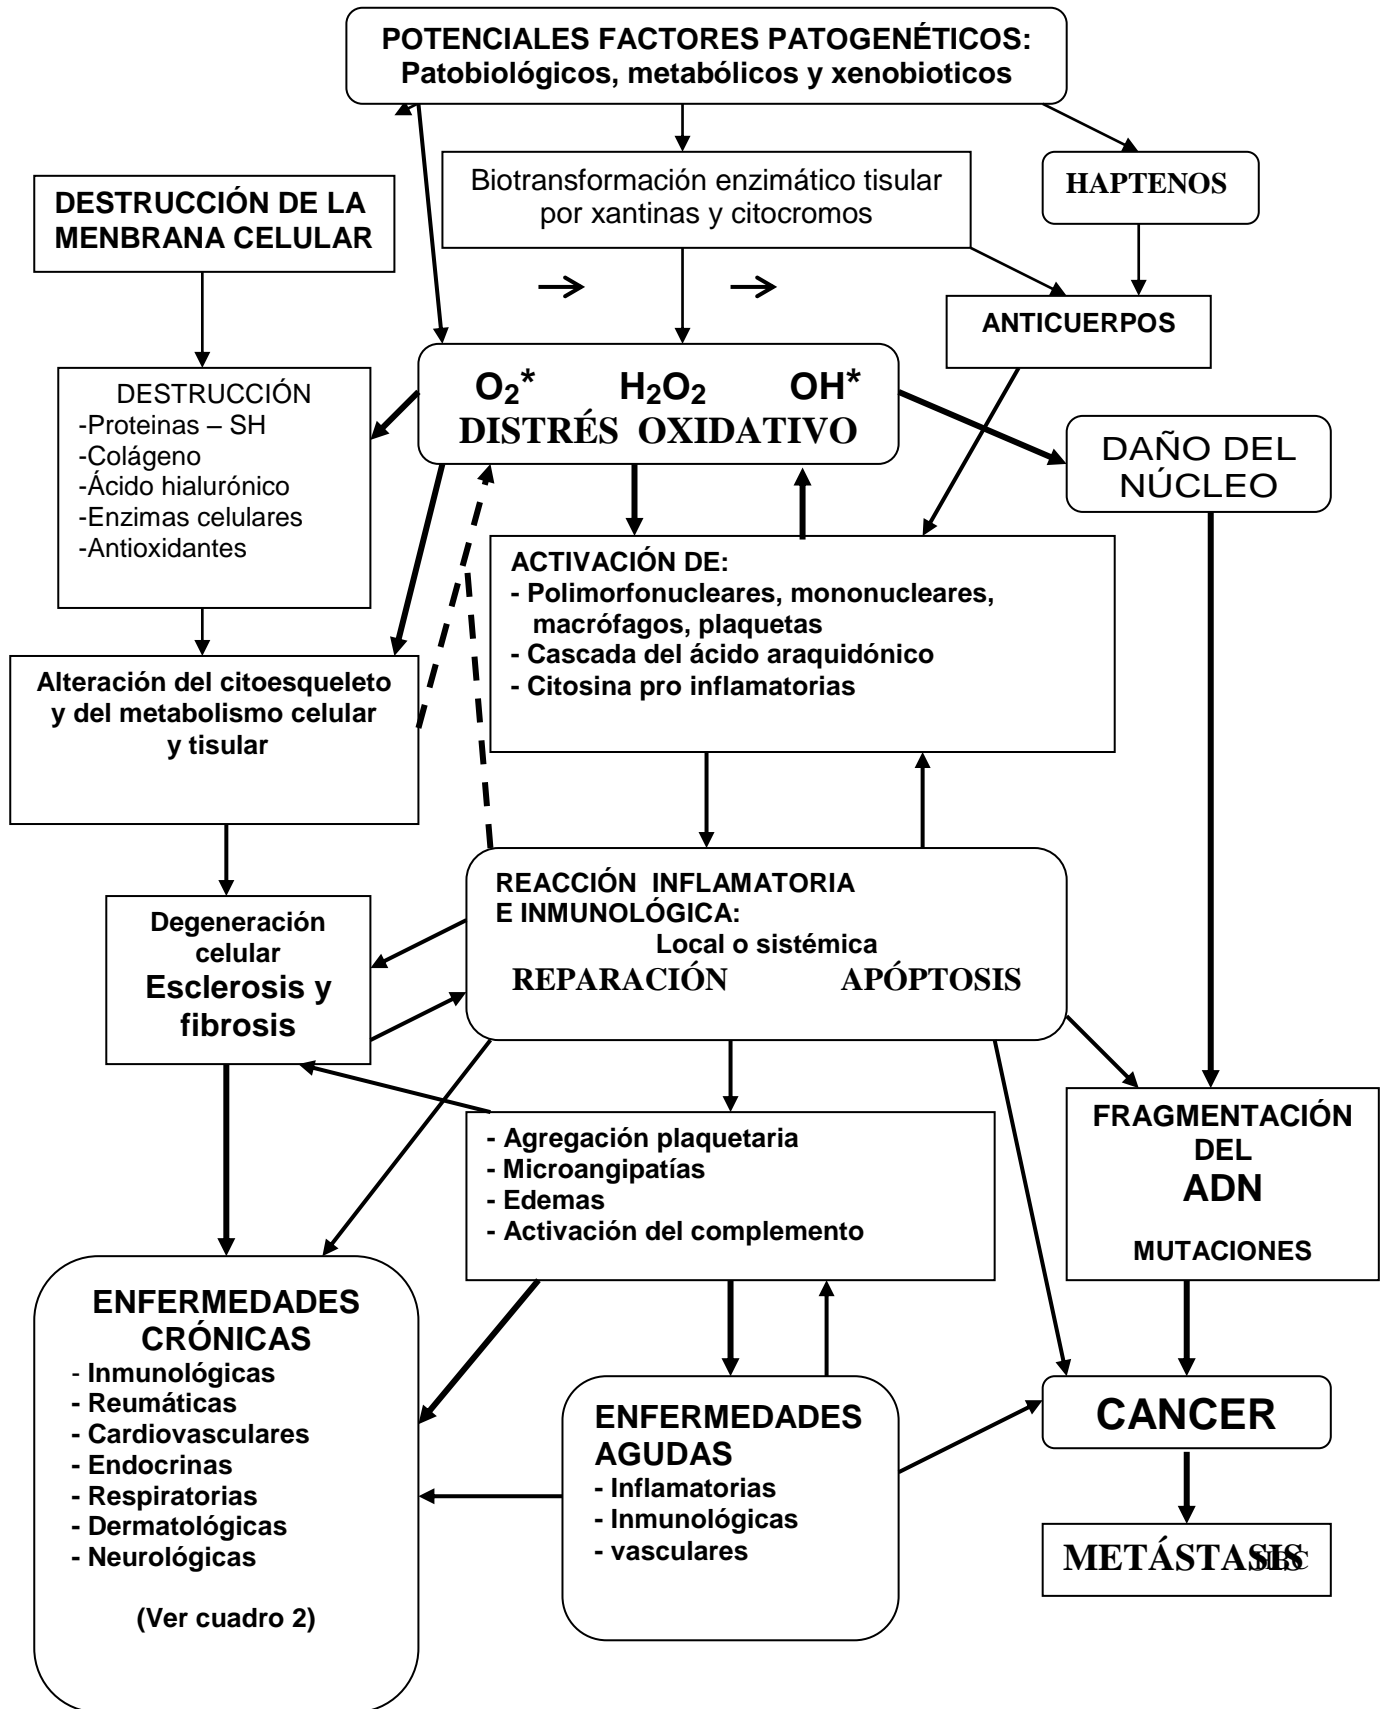 POTENCIALES FACTORES PATOGENÉTICOS:
Patobiológicos, metabólicos y xenobioticos
Biotransformación enzimático tisular
por xantinas y citocromos
HAPTENOS
DESTRUCCIÓN DE LA
MENBRANA CELULAR
ANTICUERPOS
O2* H2O2 OH*
DISTRÉS OXIDATIVO
DESTRUCCIÓN
-Proteinas – SH
-Colágeno
-Ácido hialurónico
-Enzimas celulares
-Antioxidantes
DAÑO DEL
NÚCLEO
ACTIVACIÓN DE:
- Polimorfonucleares, mononucleares,
macrófagos, plaquetas
- Cascada del ácido araquidónico
- Citosina pro inflamatorias
Alteración del citoesqueleto
y del metabolismo celular
y tisular
REACCIÓN INFLAMATORIA
E INMUNOLÓGICA:
Local o sistémica
REPARACIÓN APÓPTOSIS
Degeneración
celular
Esclerosis y
fibrosis
- Agregación plaquetaria
- Microangipatías
- Edemas
- Activación del complemento
FRAGMENTACIÓN
DEL
ADN
MUTACIONES
ENFERMEDADES
CRÓNICAS
- Inmunológicas
- Reumáticas
- Cardiovasculares
- Endocrinas
- Respiratorias
- Dermatológicas
- Neurológicas
(Ver cuadro 2)
ENFERMEDADES
AGUDAS
- Inflamatorias
- Inmunológicas
- vasculares
CANCER
METÁSTASIS